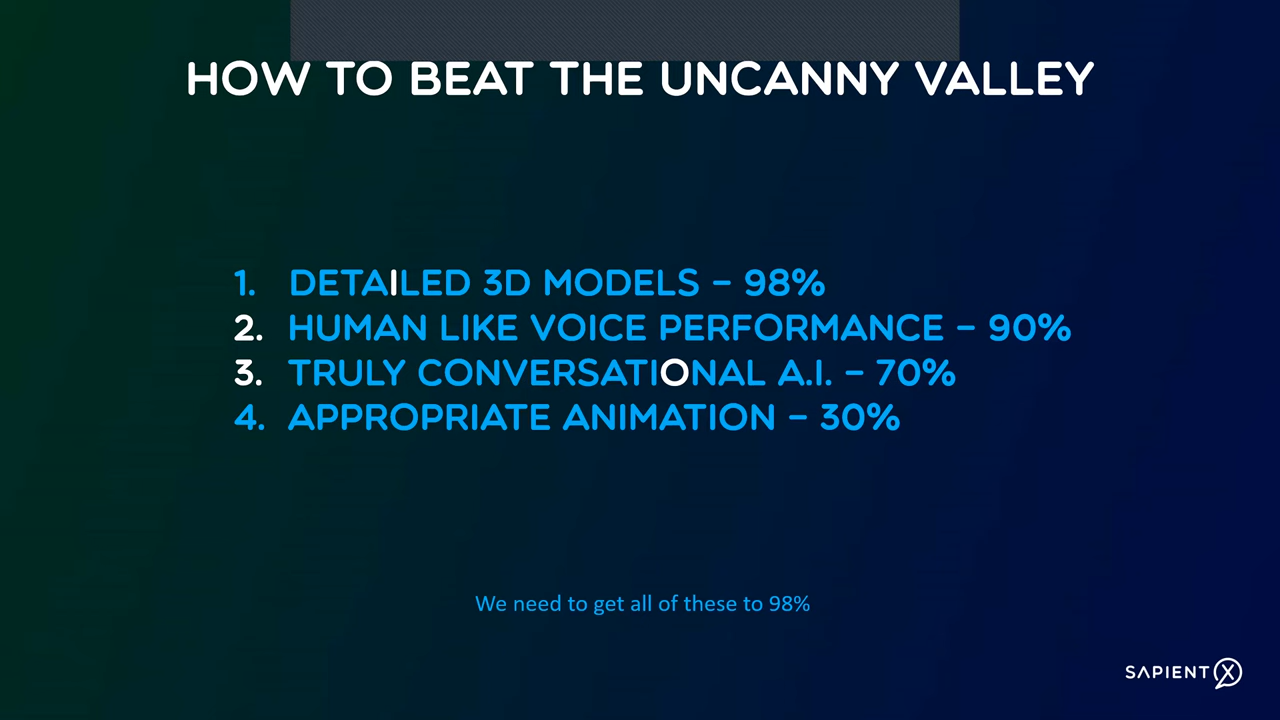 HOW TO BEAT THE UNCANNY VALLEY
1. DETAILED 3D MODELS – 98%
2. HUMAN LIKE VOICE PERFORMANCE – 90%
3. TRULY CONVERSATIONAL A.I. – 70%
4. APPROPRIATE ANIMATION – 30%
We need to get all of these to 98%
SAPIENT X